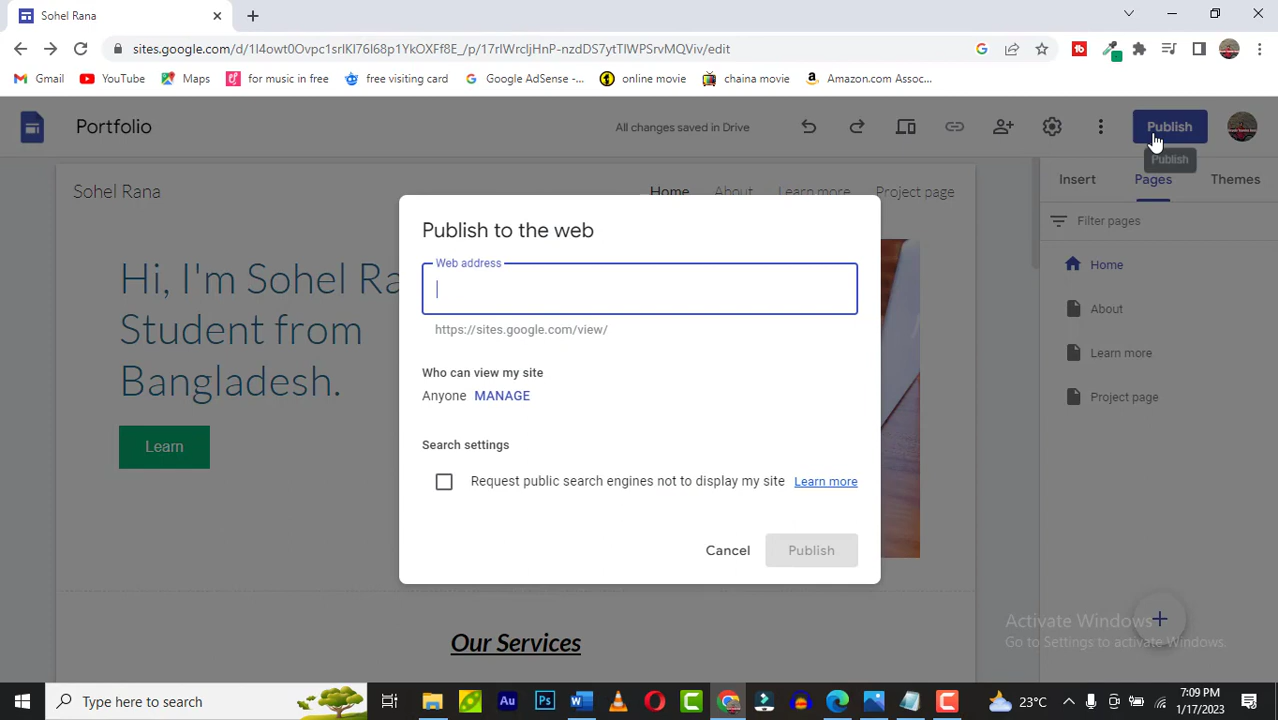 Sohel Rana
sites.google.com/d/1I4owt0Ovpc1srIKI76I68p1YkOXFf8E_/p/17rIWrcljHnP-nzdDS7ytTlWPSrvMQViv/edit
Gmail
YouTube
Maps
for music in free
free visiting card
Google AdSense -...
online movie
chaina movie
Amazon.com Assoc...
Portfolio
All changes saved in Drive
Publish
Publish
Sohel Rana
Home
About
Learn more
Project page
Insert
Pages
Themes
Filter pages
Home
About
Learn more
Project page
Hi, I'm Sohel Ra
Student from
Bangladesh.
Learn
Publish to the web
Web address
https://sites.google.com/view/
Who can view my site
Anyone MANAGE
Search settings
Request public search engines not to display my site Learn more
Cancel
Publish
Our Services
Activate Windows
Go to Settings to activate Windows.
Type here to search
Au
Ps
W
C
C
23°C
7:09 PM
1/17/2023